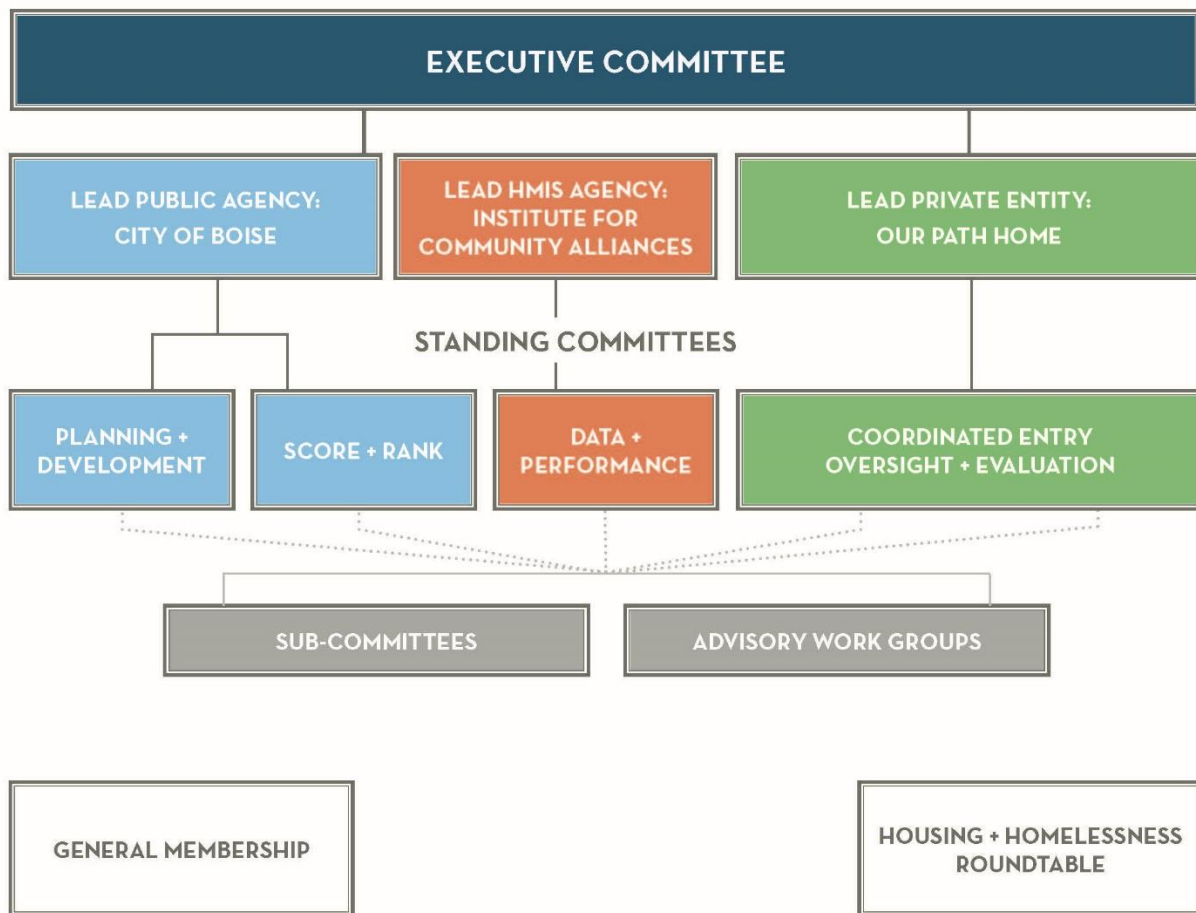 EXECUTIVE COMMITTEE
LEAD PUBLIC AGENCY:
CITY OF BOISE
LEAD HMIS AGENCY:
INSTITUTE FOR
COMMUNITY ALLIANCES
LEAD PRIVATE ENTITY:
OUR PATH HOME
STANDING COMMITTEES
PLANNING +
DEVELOPMENT
SCORE + RANK
DATA +
PERFORMANCE
COORDINATED ENTRY
OVERSIGHT + EVALUATION
SUB-COMMITTEES
ADVISORY WORK GROUPS
GENERAL MEMBERSHIP
HOUSING + HOMELESSNESS
ROUNDTABLE